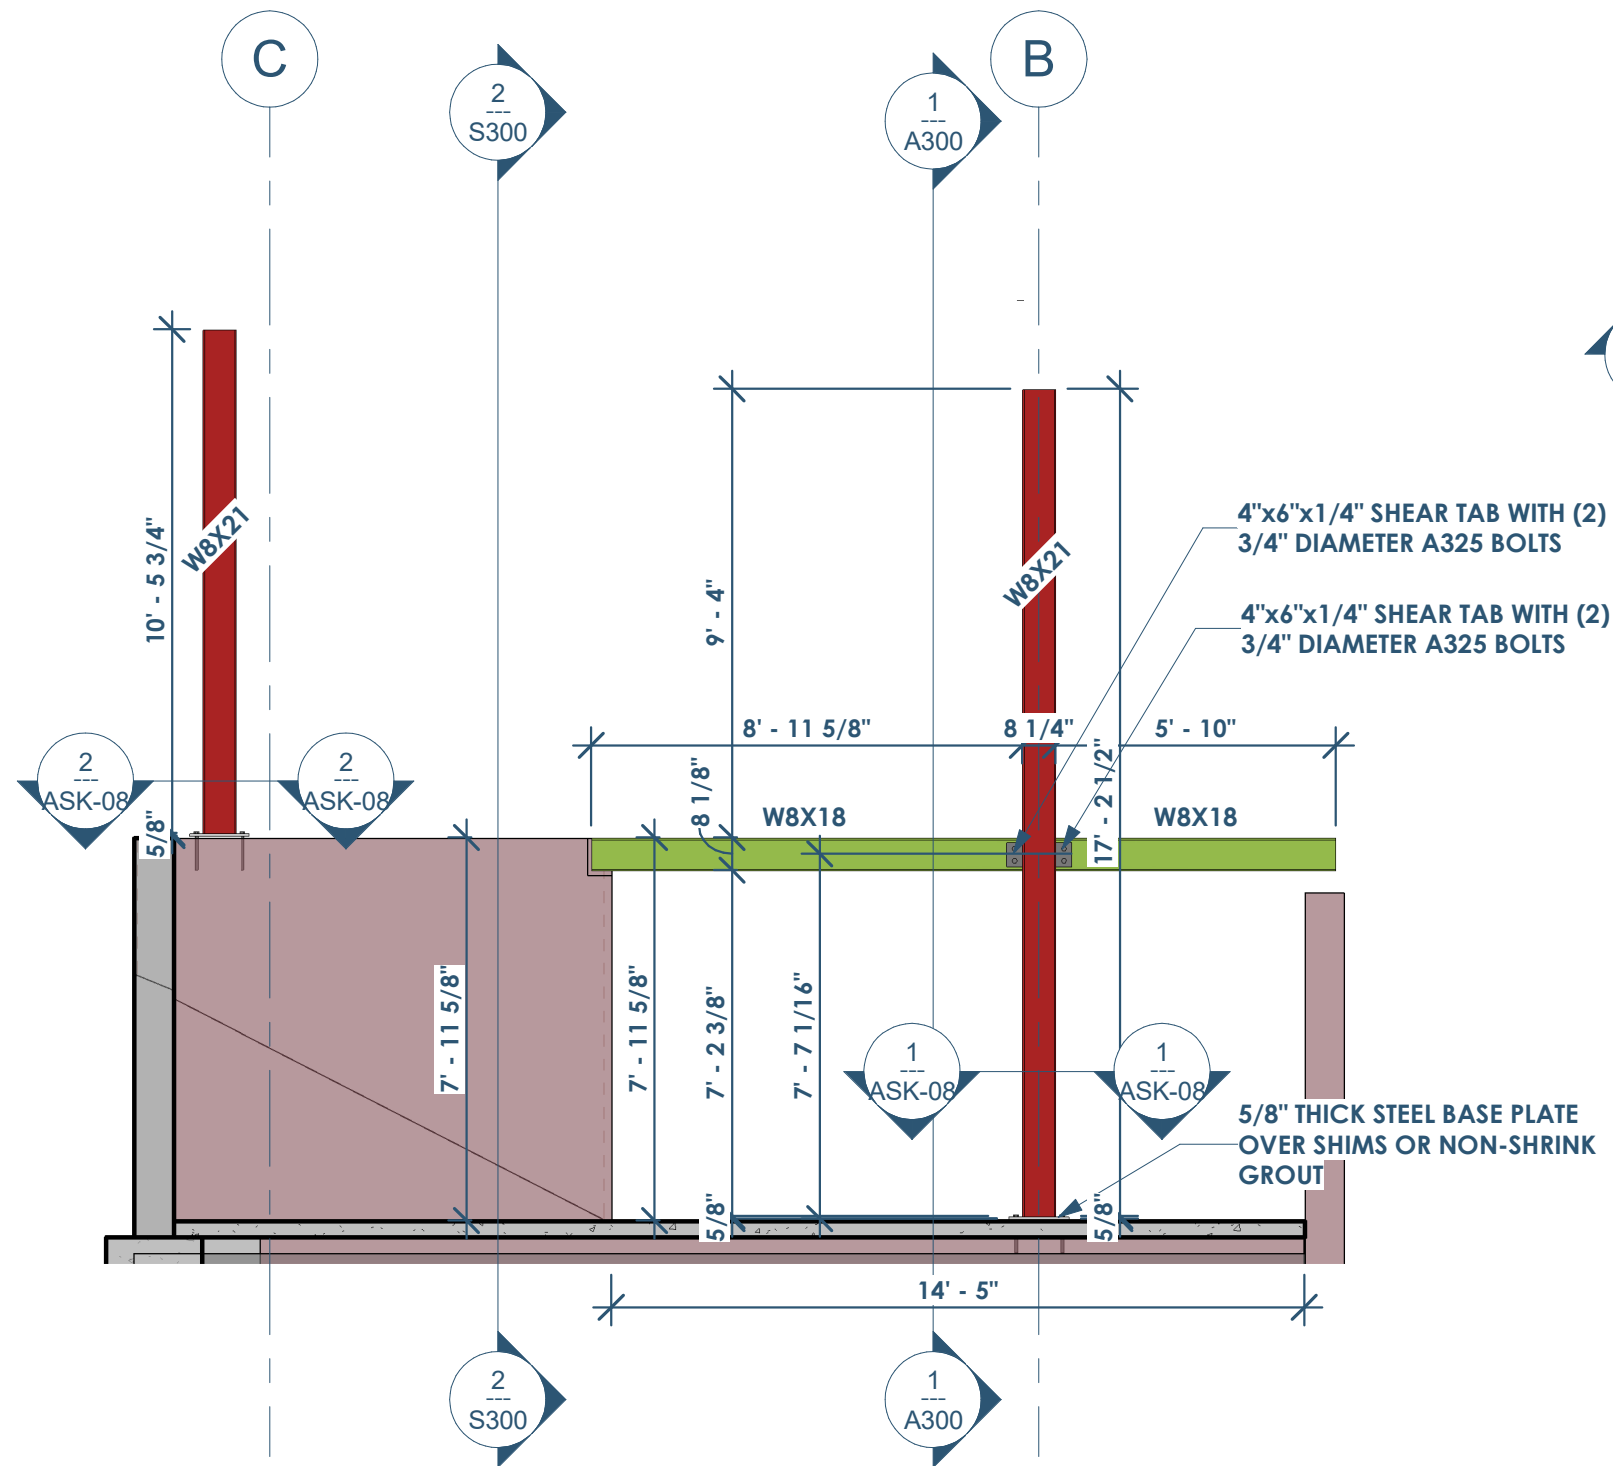 C
B
2
---
S300
1
---
A300
10' - 5 3/4"
W8X21
9' - 4"
W8X21
4"x6"x1/4" SHEAR TAB WITH (2)
3/4" DIAMETER A325 BOLTS
4"x6"x1/4" SHEAR TAB WITH (2)
3/4" DIAMETER A325 BOLTS
8' - 11 5/8"
8 1/4"
5' - 10"
17' - 2 1/2"
2
---
ASK-08
2
---
ASK-08
5/8"
8 1/8"
W8X18
W8X18
7' - 11 5/8"
7' - 11 5/8"
7' - 2 3/8"
7' - 7 1/16"
1
---
ASK-08
1
---
ASK-08
5/8" THICK STEEL BASE PLATE
OVER SHIMS OR NON-SHRINK
GROUT
5/8"
5/8"
14' - 5"
2
---
S300
1
---
A300